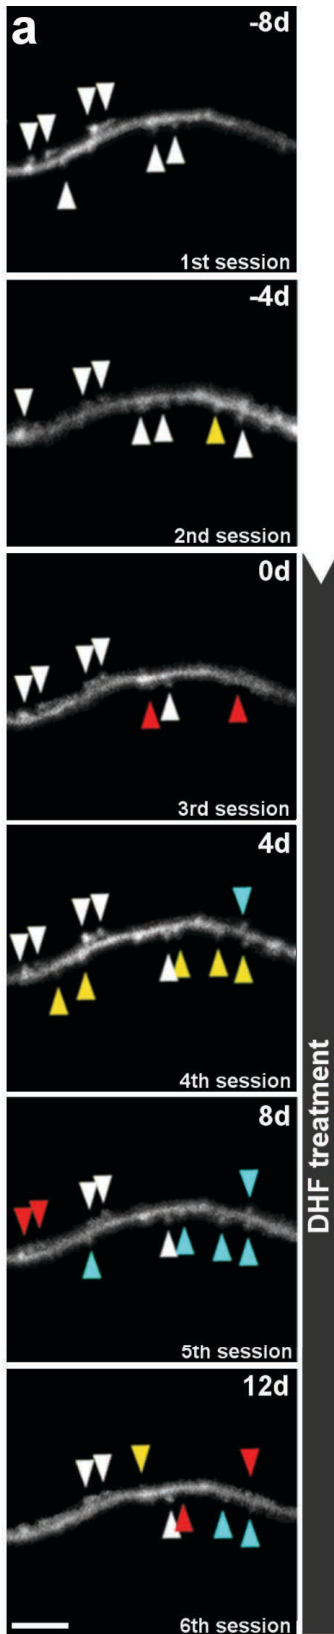 a
-8d
1st session
-4d
2nd session
0d
3rd session
4d
4th session
8d
5th session
12d
6th session
DHF treatment